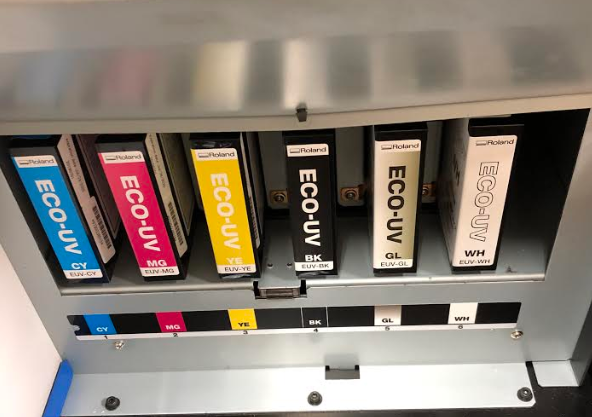 Roland
ECO-UV
CY
EUV-CY
Roland
ECO-UV
MG
EUV-MG
Roland
ECO-UV
YE
EUV-YE
Roland
ECO-UV
BK
EUV-BK
Roland
ECO-UV
GL
EUV-GL
Roland
ECO-UV
WH
EUV-WH
CY MG YE BK GL WH
1 2 3 4 5 6